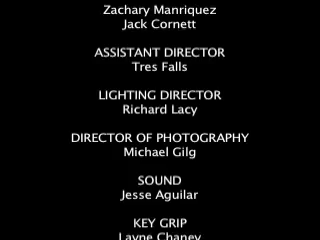 Zachary Manriquez
Jack Cornett
ASSISTANT DIRECTOR
Tres Falls
LIGHTING DIRECTOR
Richard Lacy
DIRECTOR OF PHOTOGRAPHY
Michael Gilg
SOUND
Jesse Aguilar
KEY GRIP
Layne Chaney